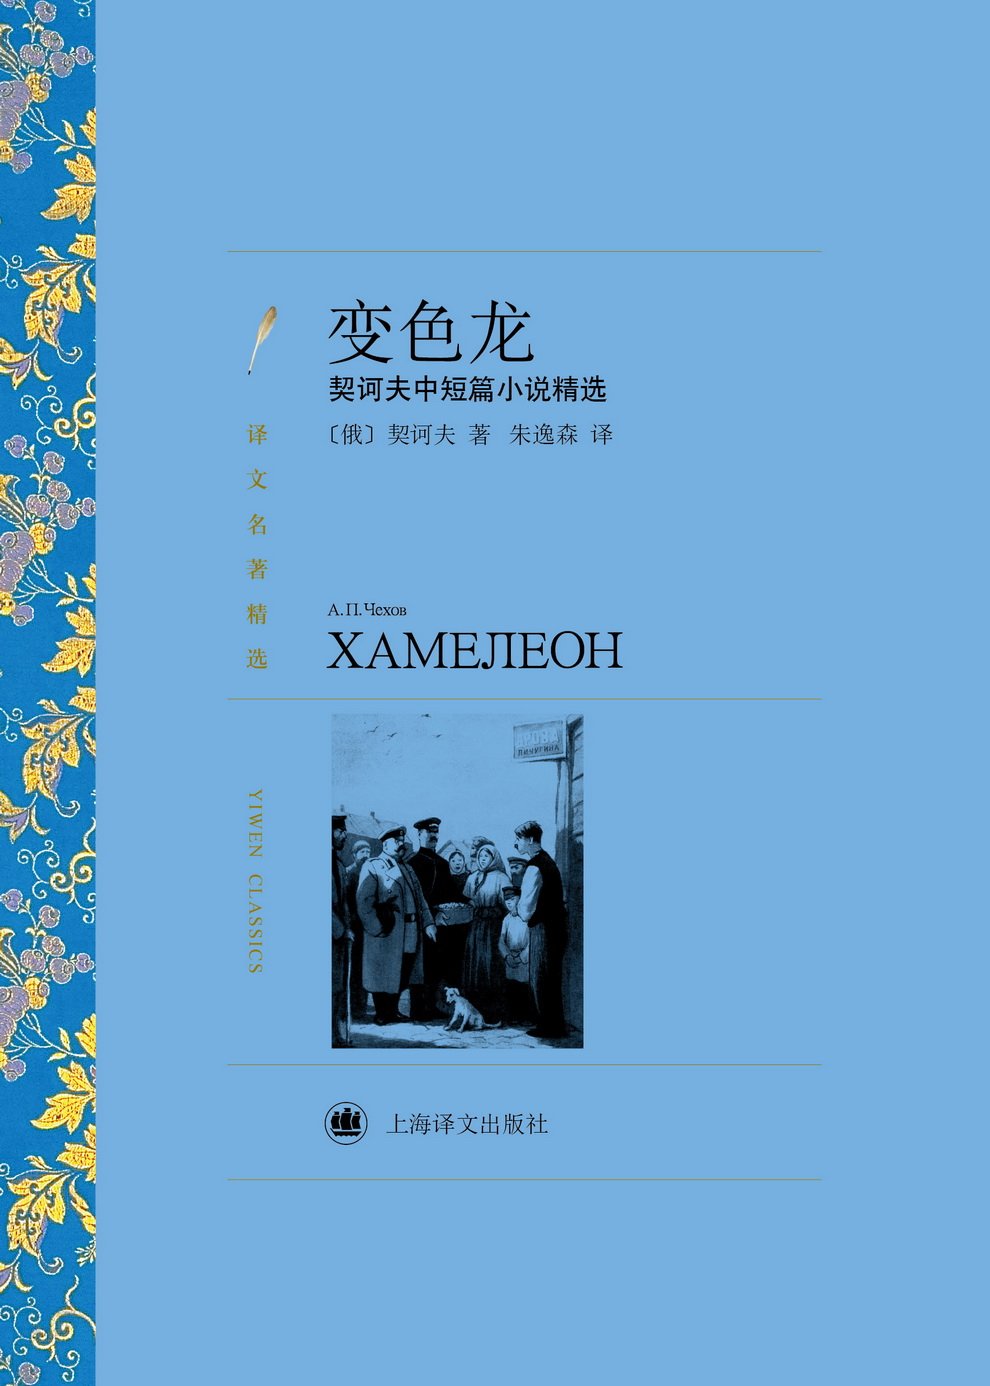 变色龙
契诃夫中短篇小说精选
〔俄〕契诃夫 著 朱逸森 译
译文名著精选
А.П.Чехов
ХАМЕЛЕОН
YIWEN CLASSICS
ПИЧУГИНА
上海译文出版社